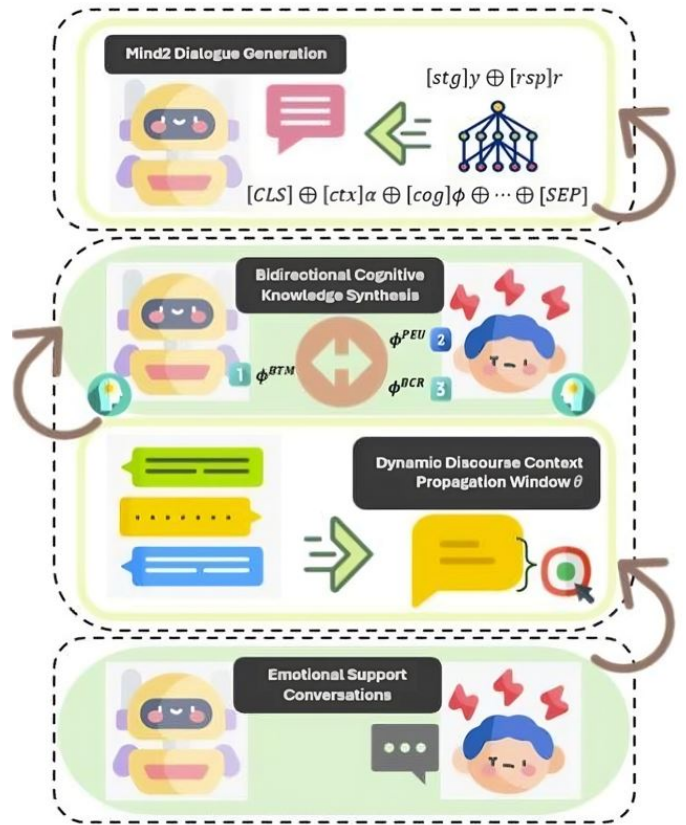 Mind2 Dialogue Generation
[stg]y ⊕ [rsp]r
[CLS] ⊕ [ctx]α ⊕ [cog]ϕ ⊕ ⋯ ⊕ [SEP]
Bidirectional Cognitive
Knowledge Synthesis
1 ϕ^BTM
ϕ^PEU 2
ϕ^BCR 3
Dynamic Discourse Context
Propagation Window θ
Emotional Support
Conversations